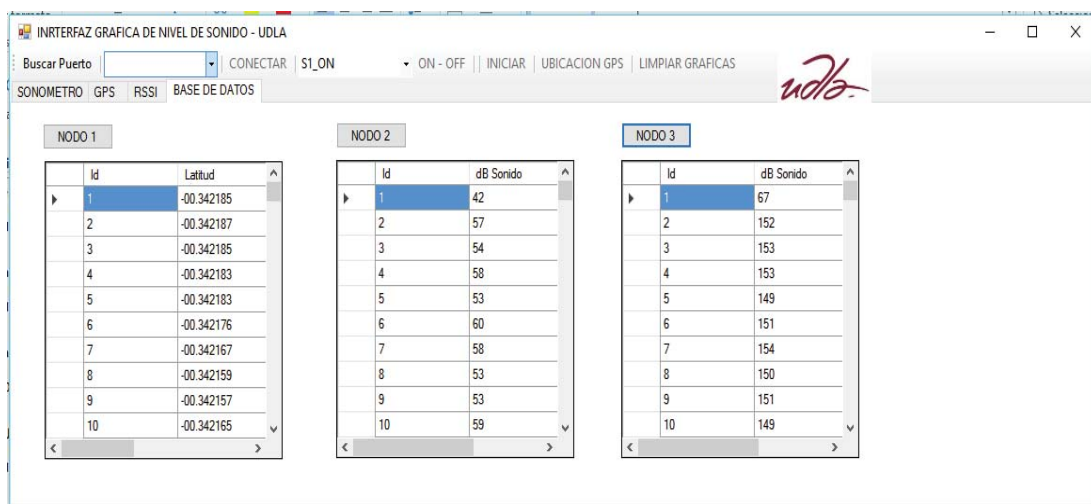 INRTERFAZ GRAFICA DE NIVEL DE SONIDO - UDLA
Buscar Puerto CONECTAR S1_ON ON - OFF INICIAR UBICACION GPS LIMPIAR GRAFICAS
udla-
SONOMETRO GPS RSSI BASE DE DATOS
NODO 1 NODO 2 NODO 3
Id Latitud Id dB Sonido Id dB Sonido
1 -00.342185 1 42 1 67
2 -00.342187 2 57 2 152
3 -00.342185 3 54 3 153
4 -00.342183 4 58 4 153
5 -00.342183 5 53 5 149
6 -00.342176 6 60 6 151
7 -00.342167 7 58 7 154
8 -00.342159 8 53 8 150
9 -00.342157 9 53 9 151
10 -00.342165 10 59 10 149